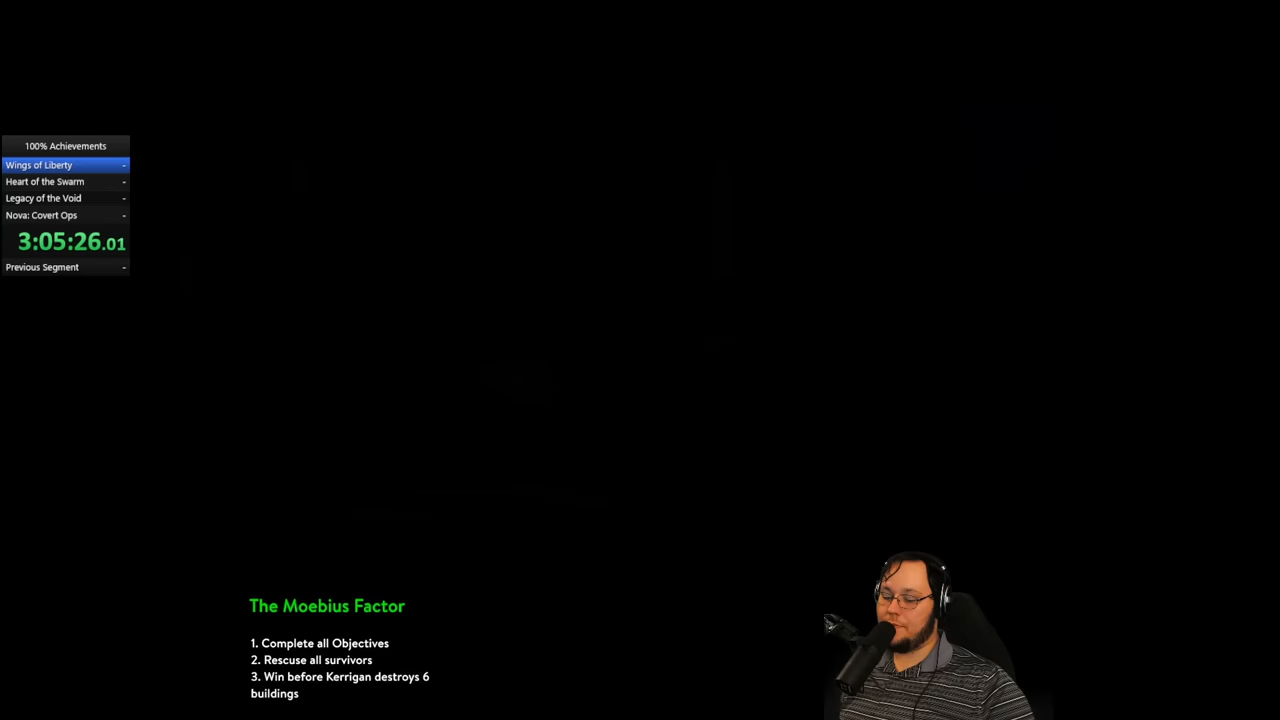 100% Achievements
Wings of Liberty -
Heart of the Swarm -
Legacy of the Void -
Nova: Covert Ops -
3:05:26.01
Previous Segment -
The Moebius Factor
1. Complete all Objectives
2. Rescuse all survivors
3. Win before Kerrigan destroys 6
buildings